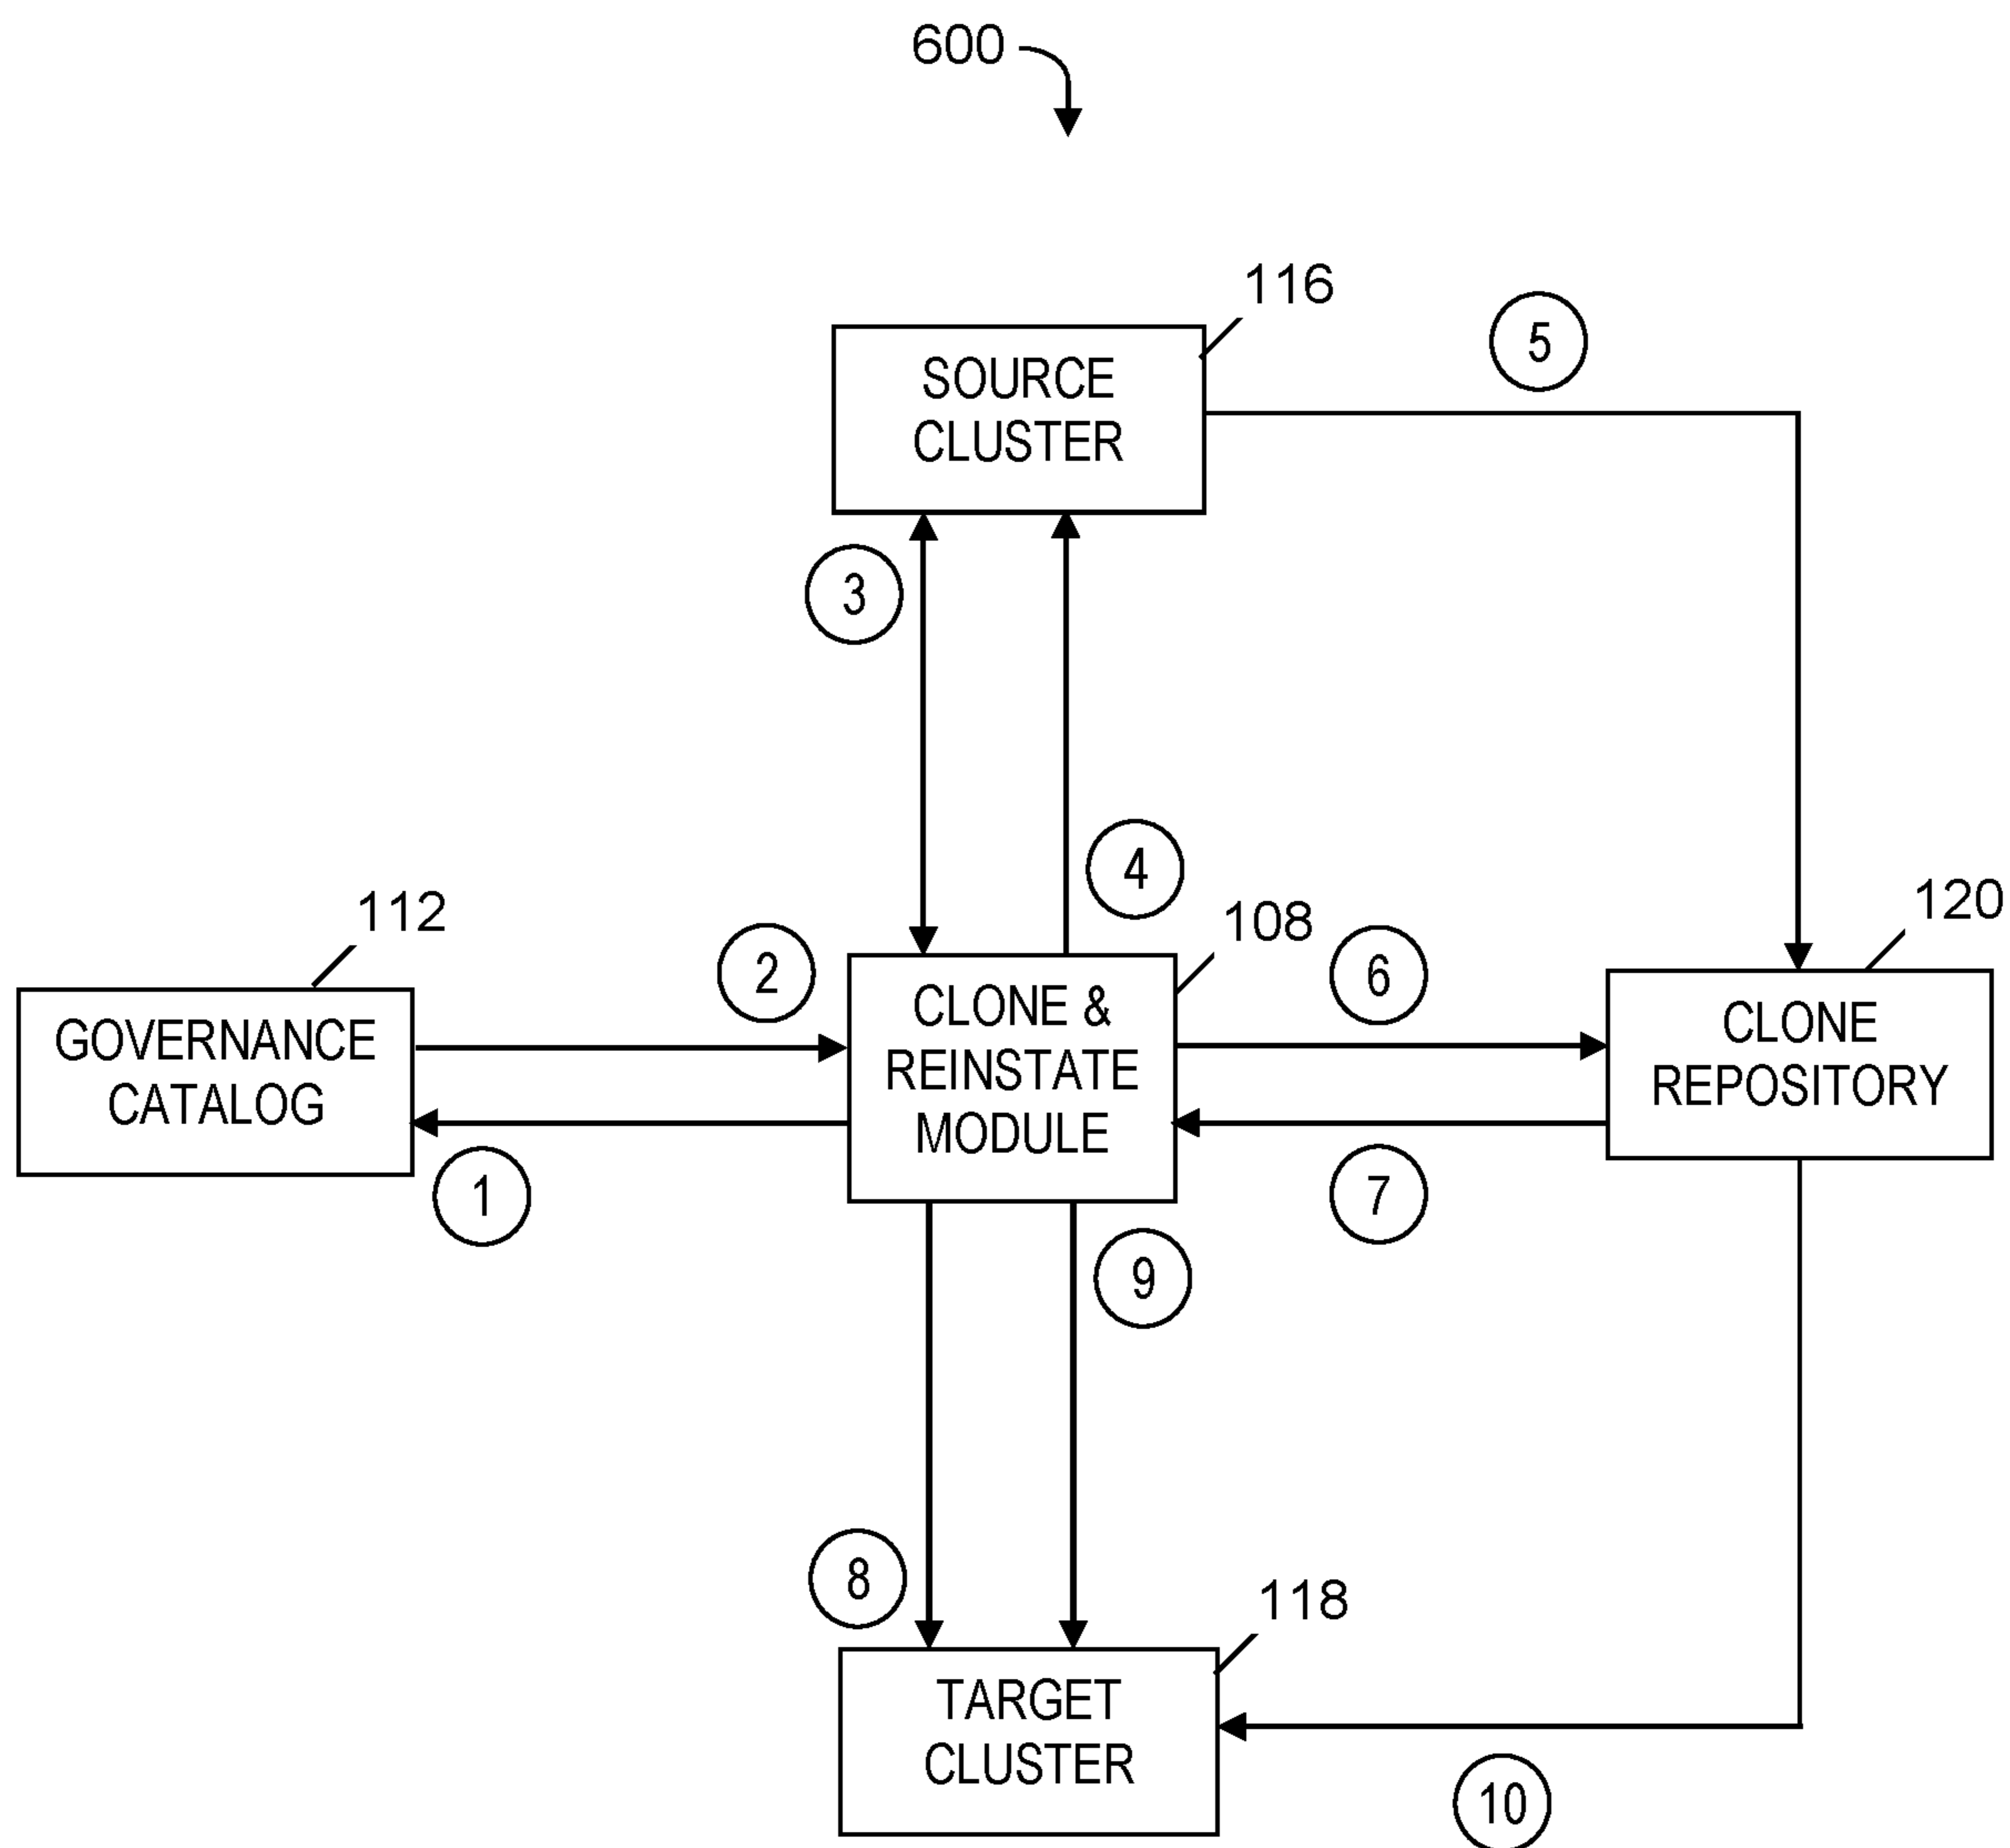 600
116
5
SOURCE
CLUSTER
3
4
112
2
108
6
120
GOVERNANCE
CATALOG
CLONE &
REINSTATE
MODULE
CLONE
REPOSITORY
1
7
9
8
118
TARGET
CLUSTER
10